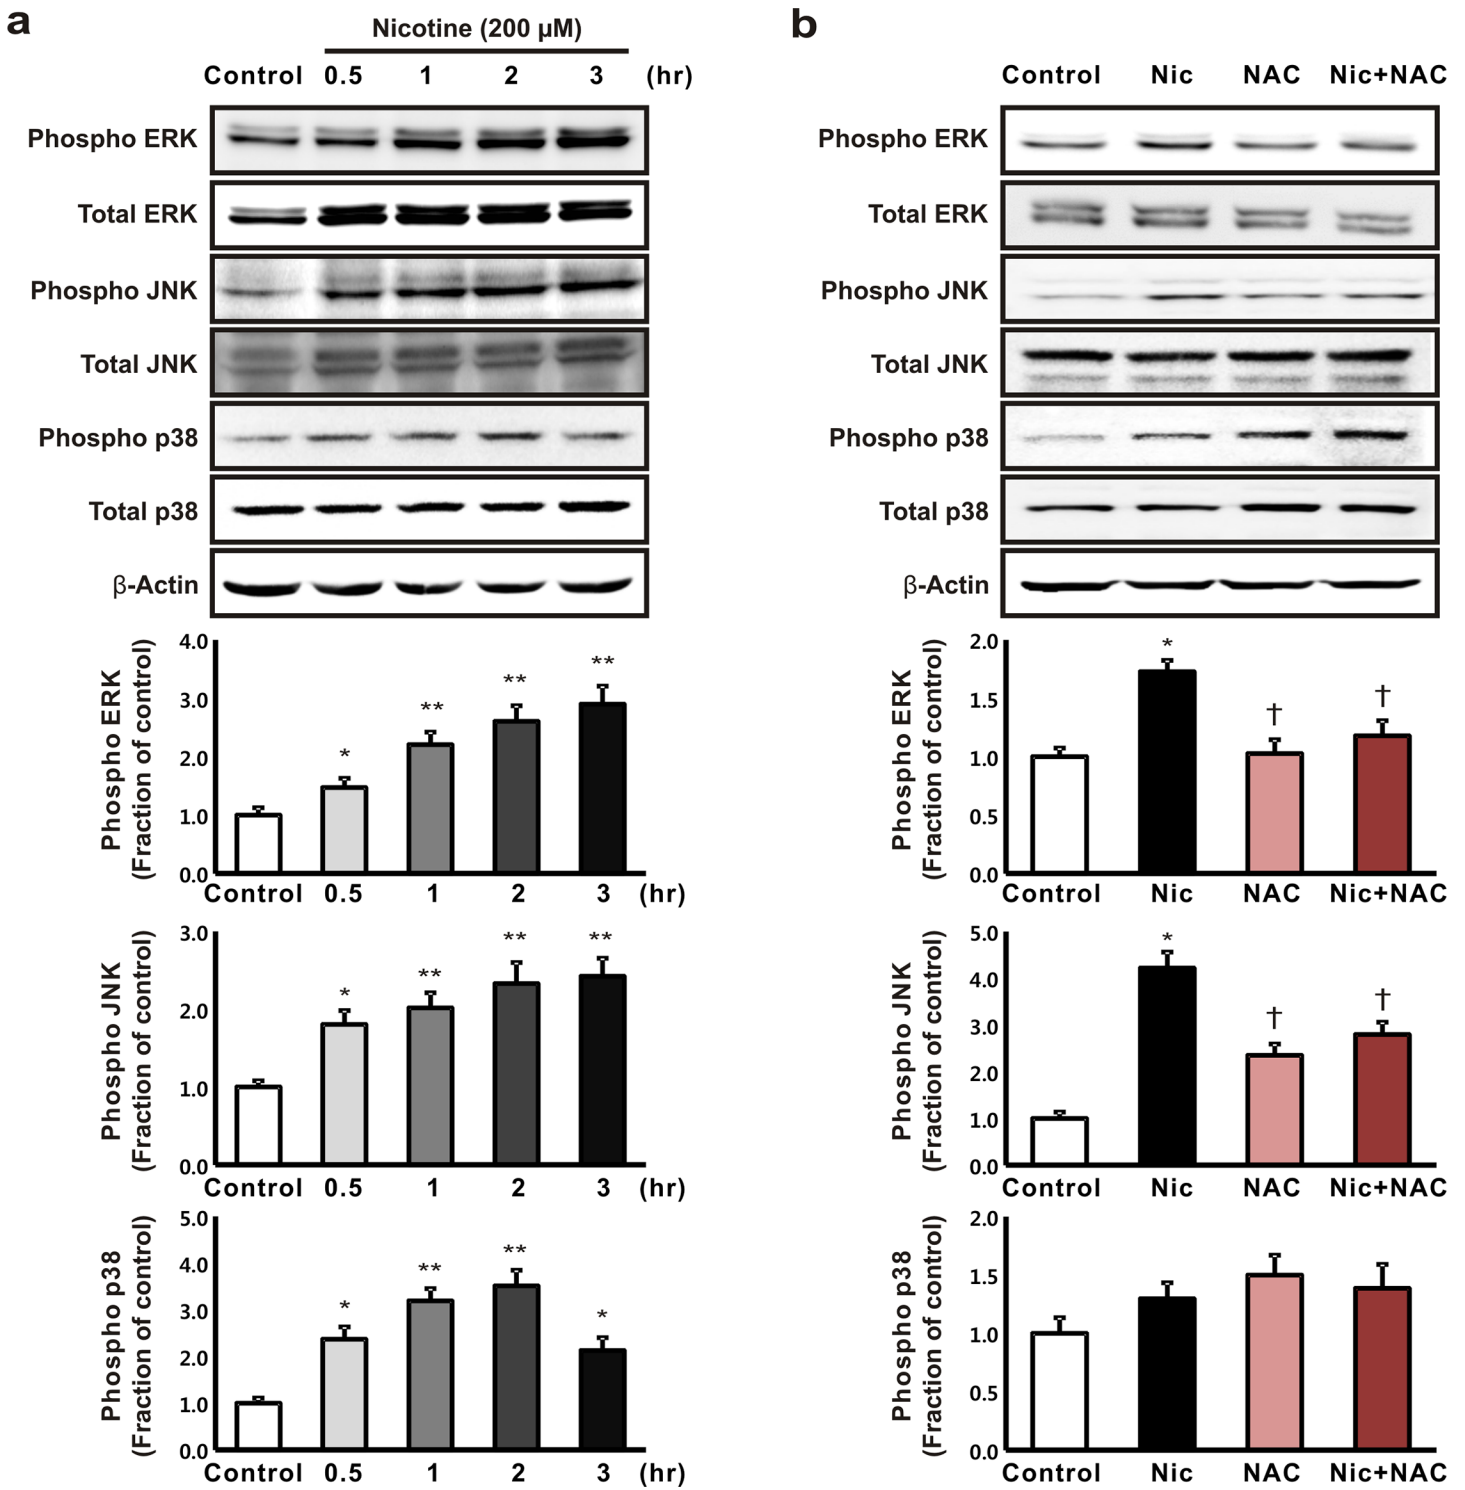 a
Nicotine (200 µM)
Control 0.5 1 2 3 (hr)
Phospho ERK
Total ERK
Phospho JNK
Total JNK
Phospho p38
Total p38
β-Actin
Phospho ERK
(Fraction of control)
4.0
3.0
2.0
1.0
0.0
* ** ** **
Control 0.5 1 2 3 (hr)
Phospho JNK
(Fraction of control)
3.0
2.0
1.0
0.0
* ** ** **
Control 0.5 1 2 3 (hr)
Phospho p38
(Fraction of control)
5.0
4.0
3.0
2.0
1.0
0.0
* ** ** *
Control 0.5 1 2 3 (hr)
b
Control Nic NAC Nic+NAC
Phospho ERK
Total ERK
Phospho JNK
Total JNK
Phospho p38
Total p38
β-Actin
Phospho ERK
(Fraction of control)
2.0
1.5
1.0
0.5
0.0
* † †
Control Nic NAC Nic+NAC
Phospho JNK
(Fraction of control)
5.0
4.0
3.0
2.0
1.0
0.0
* † †
Control Nic NAC Nic+NAC
Phospho p38
(Fraction of control)
2.0
1.5
1.0
0.5
0.0
Control Nic NAC Nic+NAC